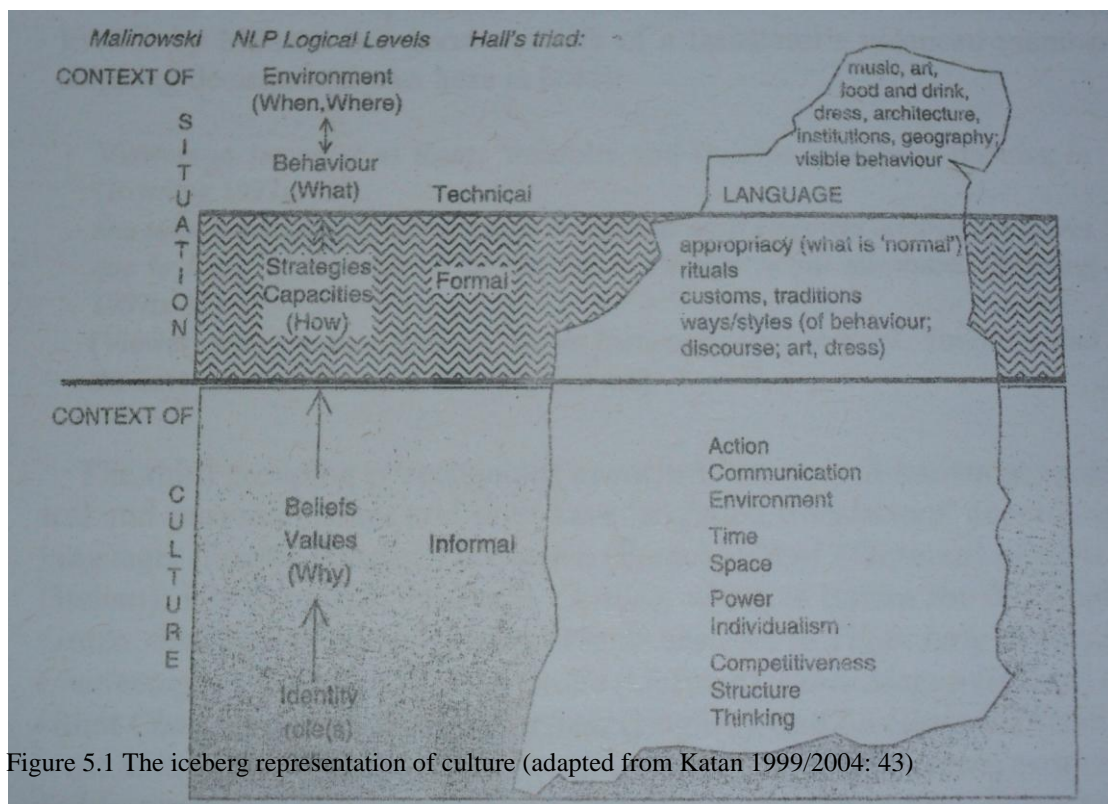 Malinowski NLP Logical Levels Hall's triad:
CONTEXT OF
SITUATION
Environment
(When,Where)
Behaviour
(What)
Technical
music, art,
food and drink,
dress, architecture,
institutions, geography;
visible behaviour
LANGUAGE
Strategies
Capacities
(How)
Formal
appropriacy (what is 'normal')
rituals
customs, traditions
ways/styles (of behaviour;
discourse; art, dress)
CONTEXT OF
CULTURE
Beliefs
Values
(Why)
Informal
Identity
role(s)
Action
Communication
Environment
Time
Space
Power
Individualism
Competitiveness
Structure
Thinking
Figure 5.1 The iceberg representation of culture (adapted from Katan 1999/2004: 43)